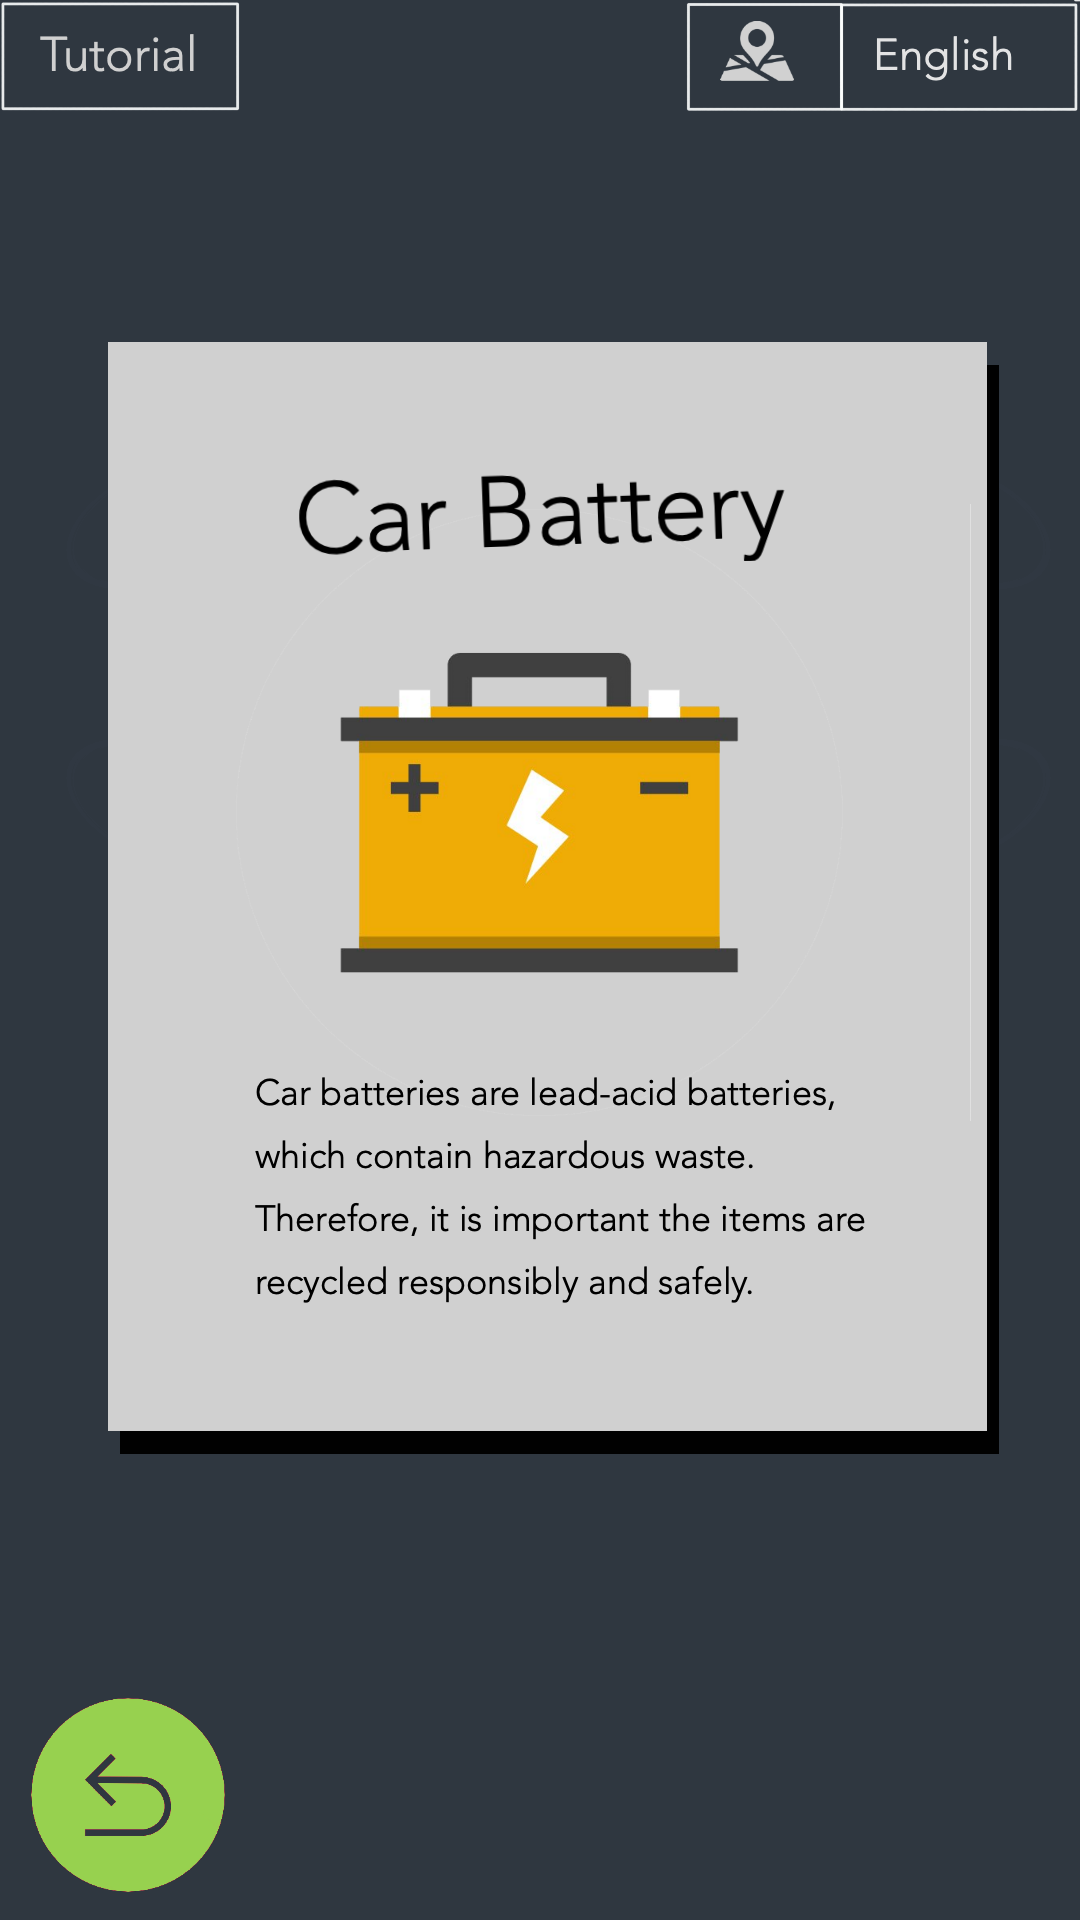 Tutorial
English
Car Battery
Car batteries are lead-acid batteries,
which contain hazardous waste.
Therefore, it is important the items are
recycled responsibly and safely.